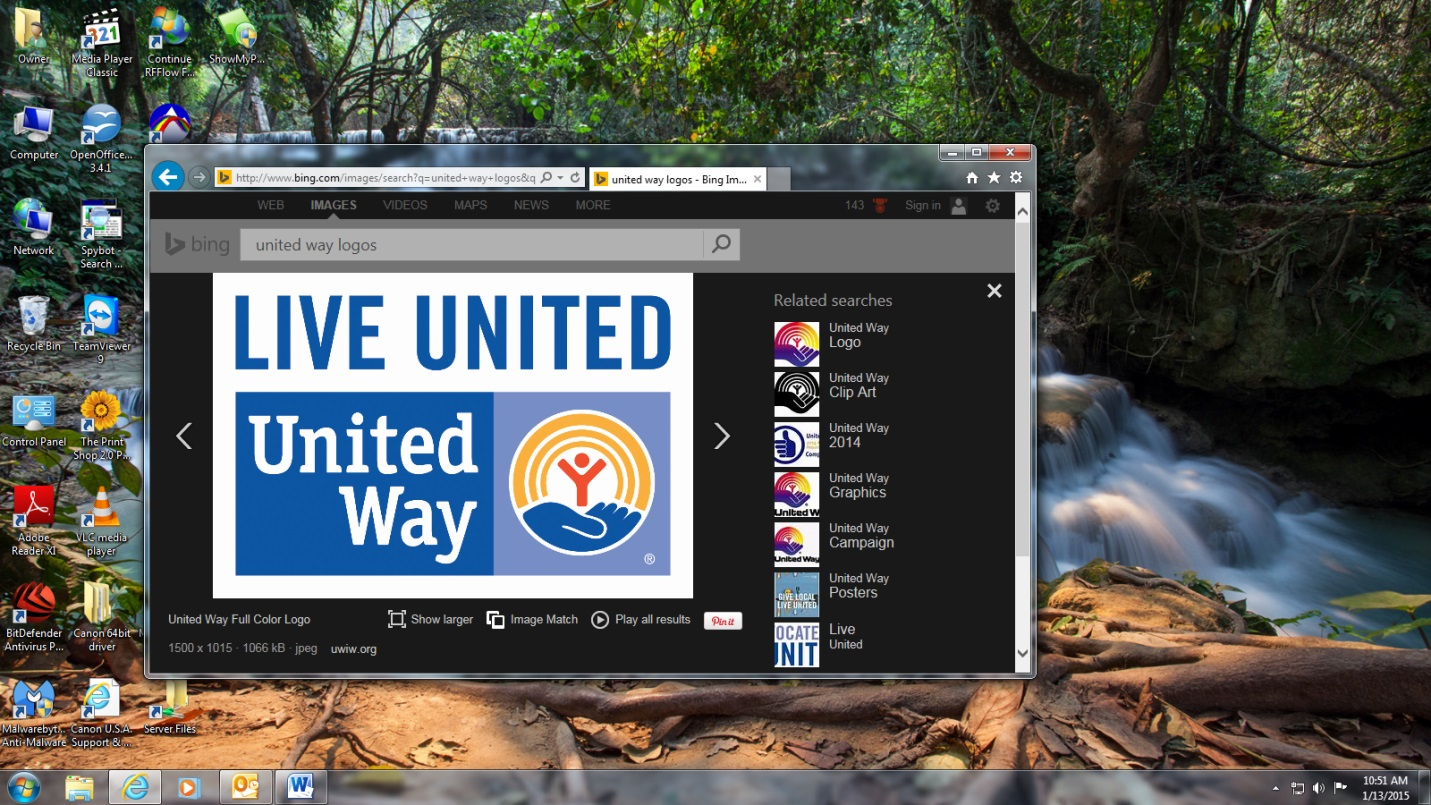 Owner
Media Player
Classic
Continue
RFFlow F...
ShowMyP...
Computer
OpenOffice...
3.4.1
Network
Spybot -
Search ...
Recycle Bin
TeamViewer
9
Control Panel
The Print
Shop 2.0 P...
Adobe
Reader XI
VLC media
player
BitDefender
Antivirus P...
Canon 64bit
driver
Malwareby t...
Anti-Malware
Canon U.S.A.
Support & ...
Server Files
http://www.bing.com/images/search?q=united+way+logos&q
united way logos - Bing Im...
WEB IMAGES VIDEOS MAPS NEWS MORE
143 Sign in
bing
united way logos
LIVE UNITED
United
Way
®
Related searches
United Way
Logo
United Way
Clip Art
United Way
2014
United Way
Graphics
United Way
Campaign
United Way
Posters
GIVE LOCAL
LIVE UNITED
Live
United
OCATE
UNIT
United Way Full Color Logo
Show larger
Image Match
Play all results
Pin it
1500 x 1015 · 1066 kB · jpeg uwiw.org
10:51 AM
1/13/2015